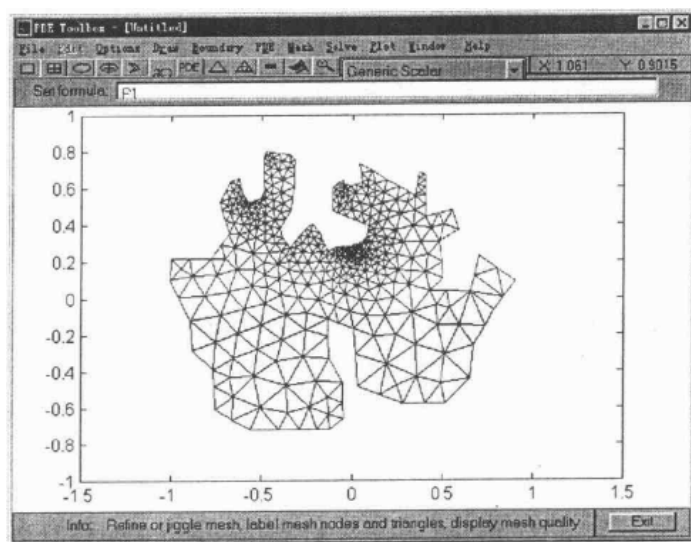 PDE Toolbox - [Untitled]
File Edit Options Draw Boundary PDE Mesh Solve Plot Window Help
PDE Generic Scalar X: 1.061 Y: 0.9015
Set formula: P1
1
0.8
0.6
0.4
0.2
0
-0.2
-0.4
-0.6
-0.8
-1
-1.5 -1 -0.5 0 0.5 1 1.5
Info: Refine or jiggle mesh, label mesh nodes and triangles, display mesh quality Exit